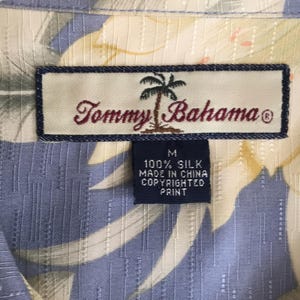 Tommy Bahama®
M
100% SILK
MADE IN CHINA
COPYRIGHTED
PRINT